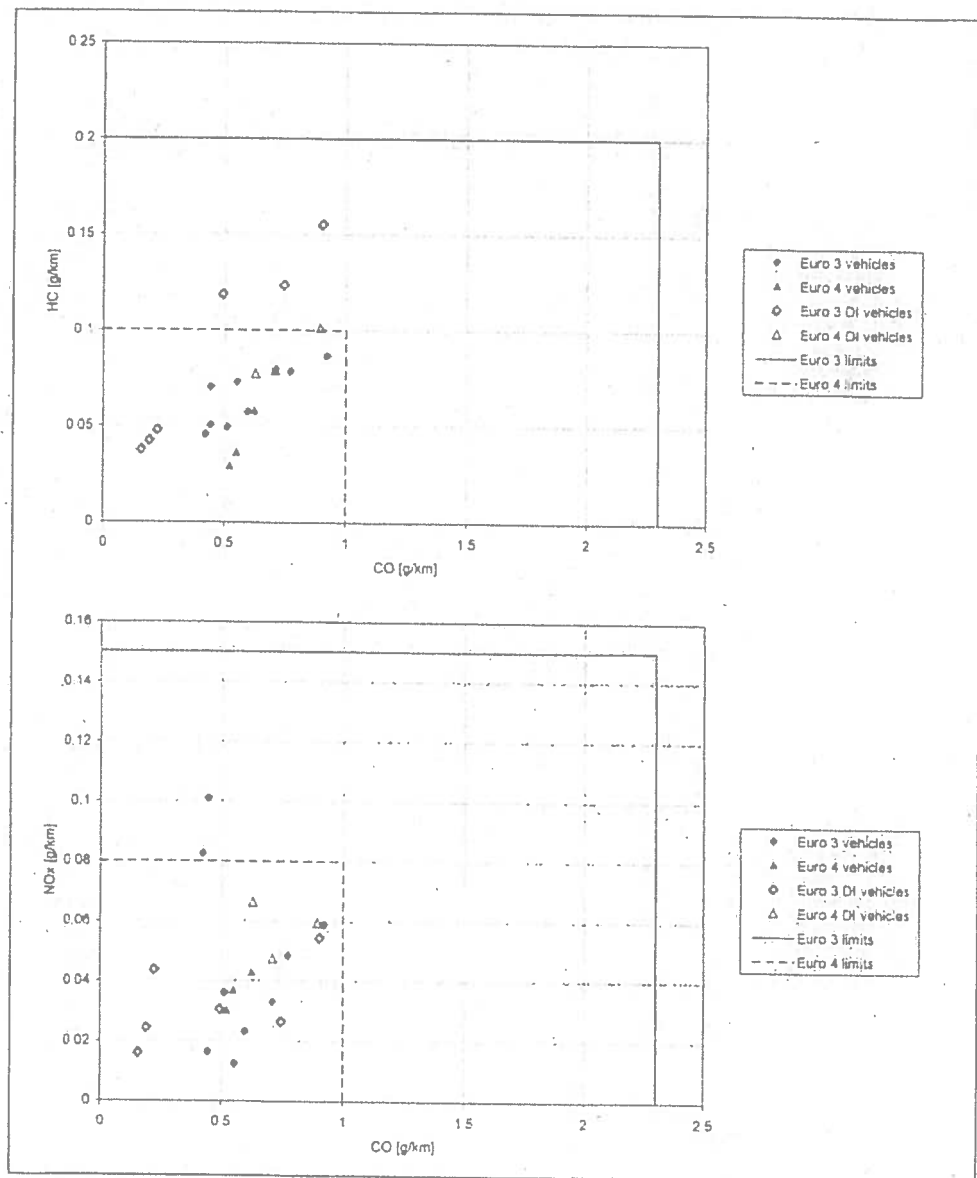 0.25
0.2
0.15
0.1
0.05
0
HC [g/km]
0 0.5 1 1.5 2 2.5
CO [g/km]
Euro 3 vehicles
Euro 4 vehicles
Euro 3 DI vehicles
Euro 4 DI vehicles
Euro 3 limits
Euro 4 limits
0.16
0.14
0.12
0.1
0.08
0.06
0.04
0.02
0
NOx [g/km]
0 0.5 1 1.5 2 2.5
CO [g/km]
Euro 3 vehicles
Euro 4 vehicles
Euro 3 DI vehicles
Euro 4 DI vehicles
Euro 3 limits
Euro 4 limits